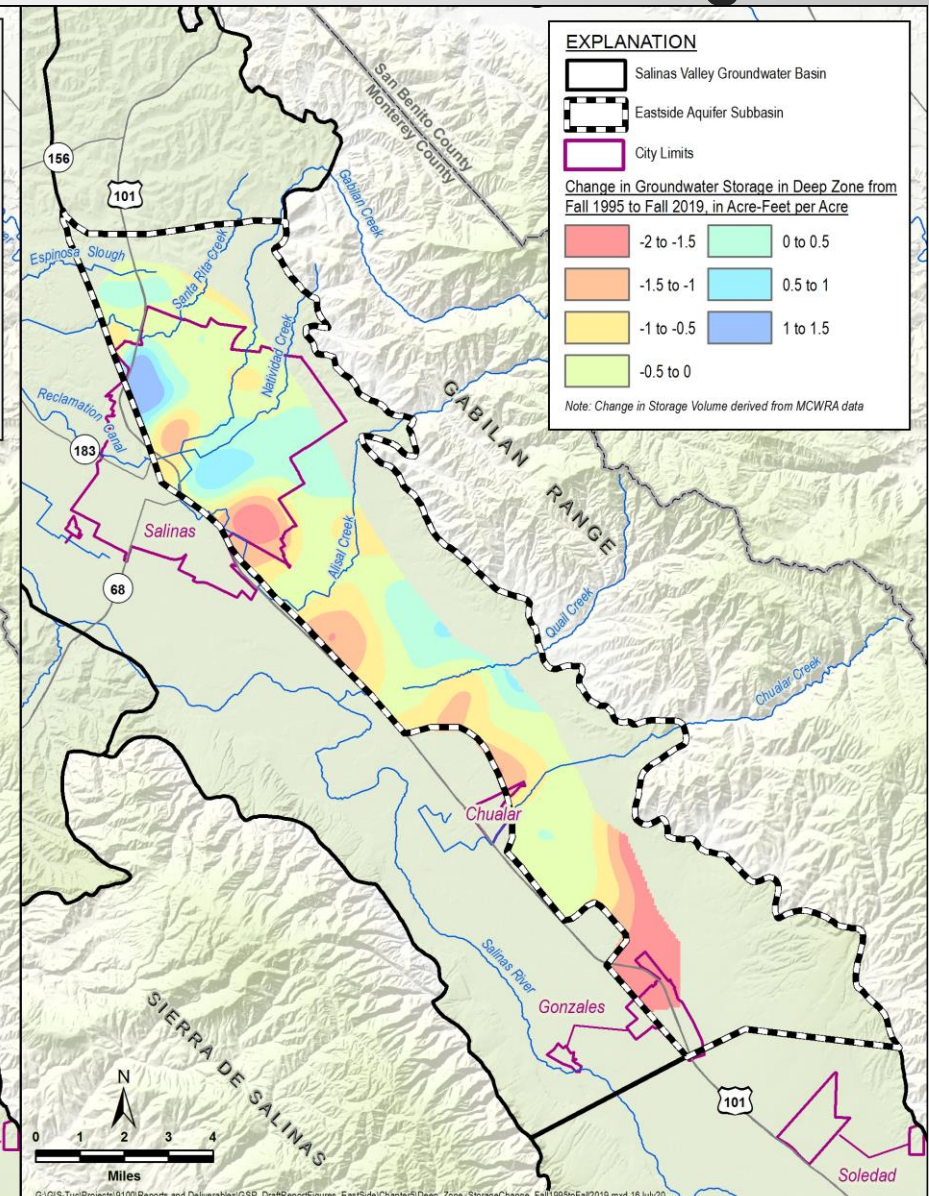 EXPLANATION
Salinas Valley Groundwater Basin
Eastside Aquifer Subbasin
City Limits
Change in Groundwater Storage in Deep Zone from
Fall 1995 to Fall 2019, in Acre-Feet per Acre
-2 to -1.5
0 to 0.5
-1.5 to -1
0.5 to 1
-1 to -0.5
1 to 1.5
-0.5 to 0
Note: Change in Storage Volume derived from MCWRA data
San Benito County
Monterey County
156
101
Gabilan Creek
Espinosa Slough
Santa Rita Creek
Natividad Creek
Reclamation Canal
183
GABILAN
RANGE
Salinas
Alisal Creek
68
Quail Creek
Chualar Creek
Chualar
Salinas River
Gonzales
SIERRA DE SALINAS
101
Soledad
N
0 1 2 3 4
Miles